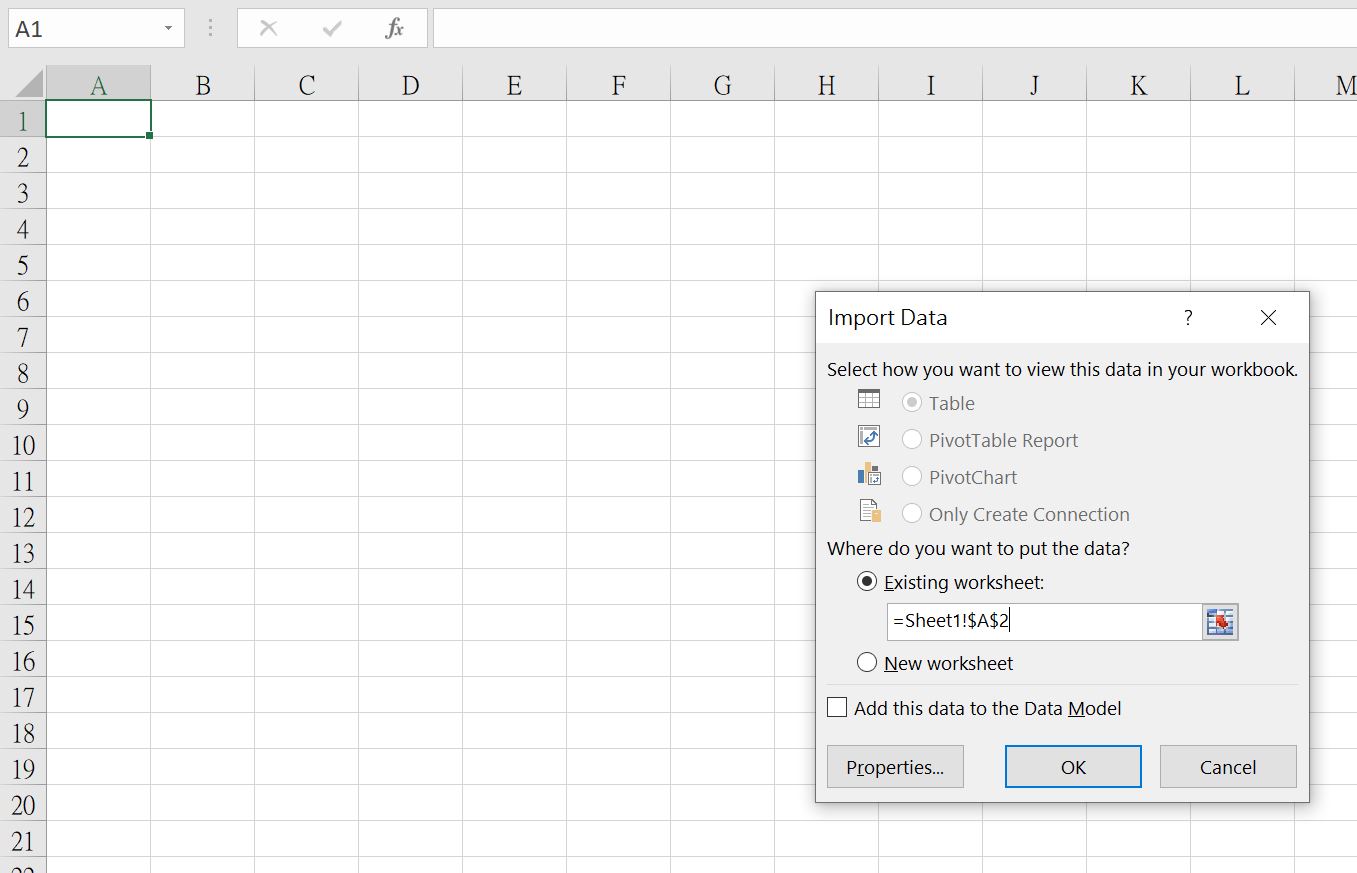 A1
fx
A B C D E F G H I J K L M
1
2
3
4
5
6
7
8
9
10
11
12
13
14
15
16
17
18
19
20
21
22
Import Data ?
Select how you want to view this data in your workbook.
Table
PivotTable Report
PivotChart
Only Create Connection
Where do you want to put the data?
Existing worksheet:
=Sheet1!$A$2
New worksheet
Add this data to the Data Model
Properties... OK Cancel